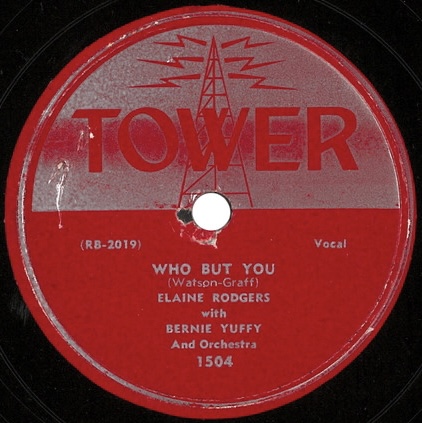 TOWER
(RB-2019) Vocal
WHO BUT YOU
(Watson-Graff)
ELAINE RODGERS
with
BERNIE YUFFY
And Orchestra
1504